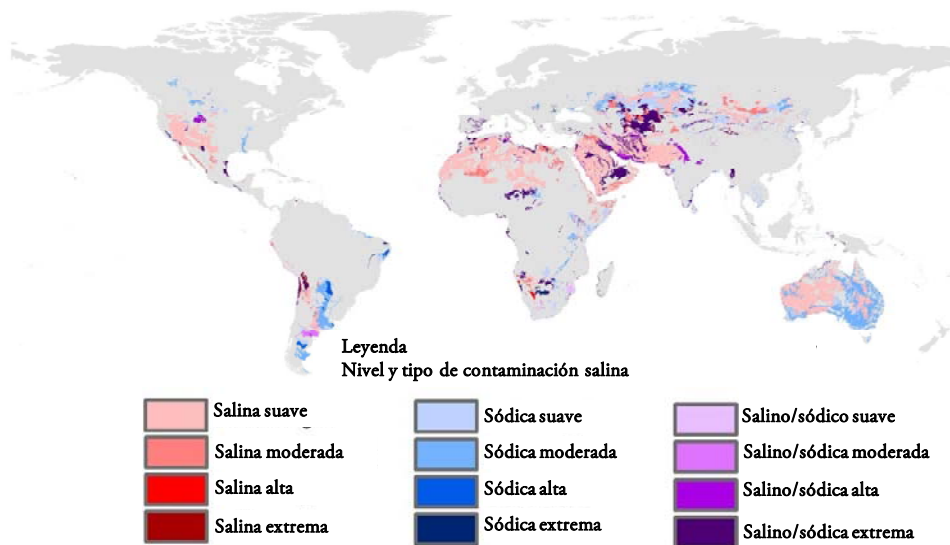 Leyenda
Nivel y tipo de contaminación salina
Salina suave
Sódica suave
Salino/sódico suave
Salina moderada
Sódica moderada
Salino/sódica moderada
Salina alta
Sódica alta
Salino/sódica alta
Salina extrema
Sódica extrema
Salino/sódica extrema